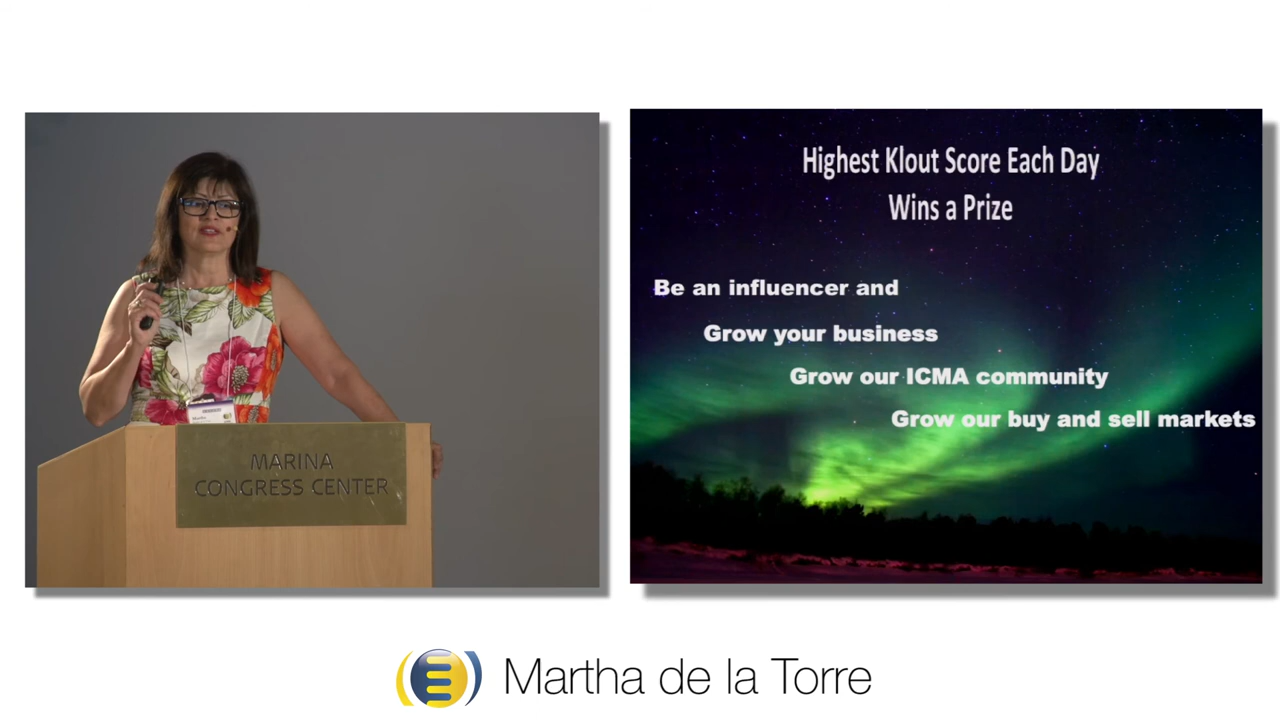 Highest Klout Score Each Day
Wins a Prize
Be an influencer and
Grow your business
Grow our ICMA community
Grow our buy and sell markets
MARINA
CONGRESS CENTER
Martha de la Torre